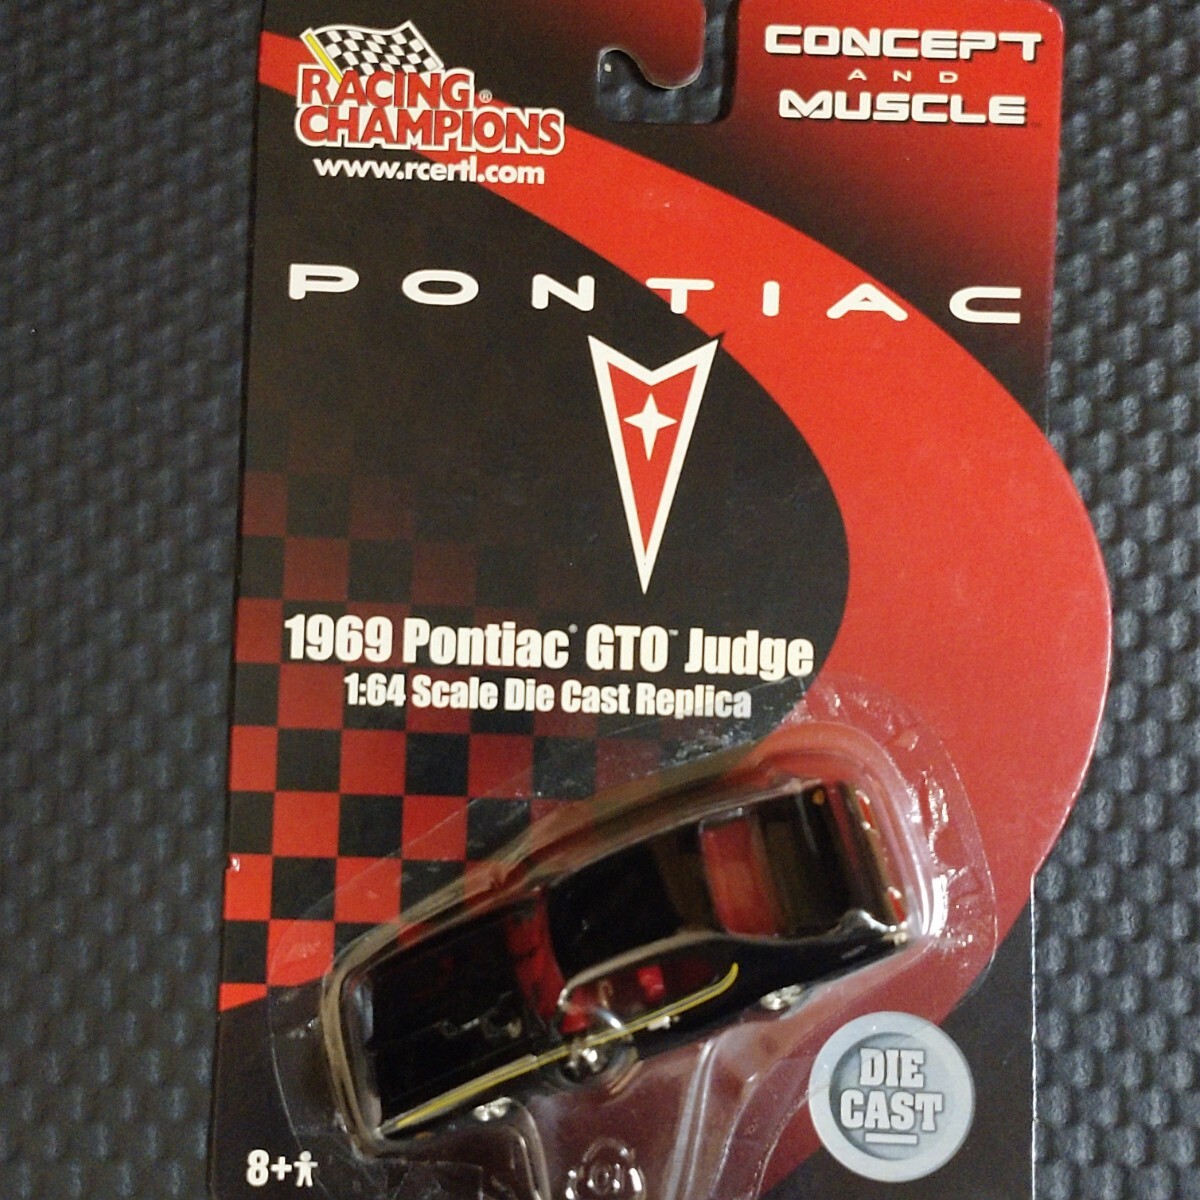 RACING®
CHAMPIONS
www.rcertl.com
CONCEPT
AND
MUSCLE
PONTIAC
1969 Pontiac® GTO™ Judge
1:64 Scale Die Cast Replica
DIE
CAST
8+